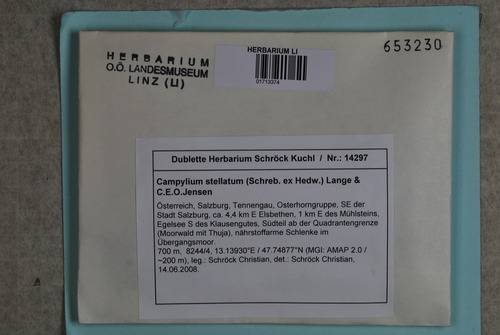 HERBARIUM
O.Ö. LANDESMUSEUM
LINZ (LI)
HERBARIUM LI
01713374
653230
Dublette Herbarium Schröck Kuchl / Nr.: 14297
Campylium stellatum (Schreb. ex Hedw.) Lange &
C.E.O.Jensen
Österreich, Salzburg, Tennengau, Osterhorngruppe, SE der
Stadt Salzburg, ca. 4,4 km E Elsbethen, 1 km E des Mühlsteins,
Egelsee S des Klausengutes, Südteil ab der Quadrantengrenze
(Moorwald mit Thuja), nährstoffarme Schlenke im
Übergangsmoor.
700 m, 8244/4, 13.13930°E / 47.74877°N (MGI: AMAP 2.0 /
~200 m), leg.: Schröck Christian, det.: Schröck Christian,
14.06.2008.